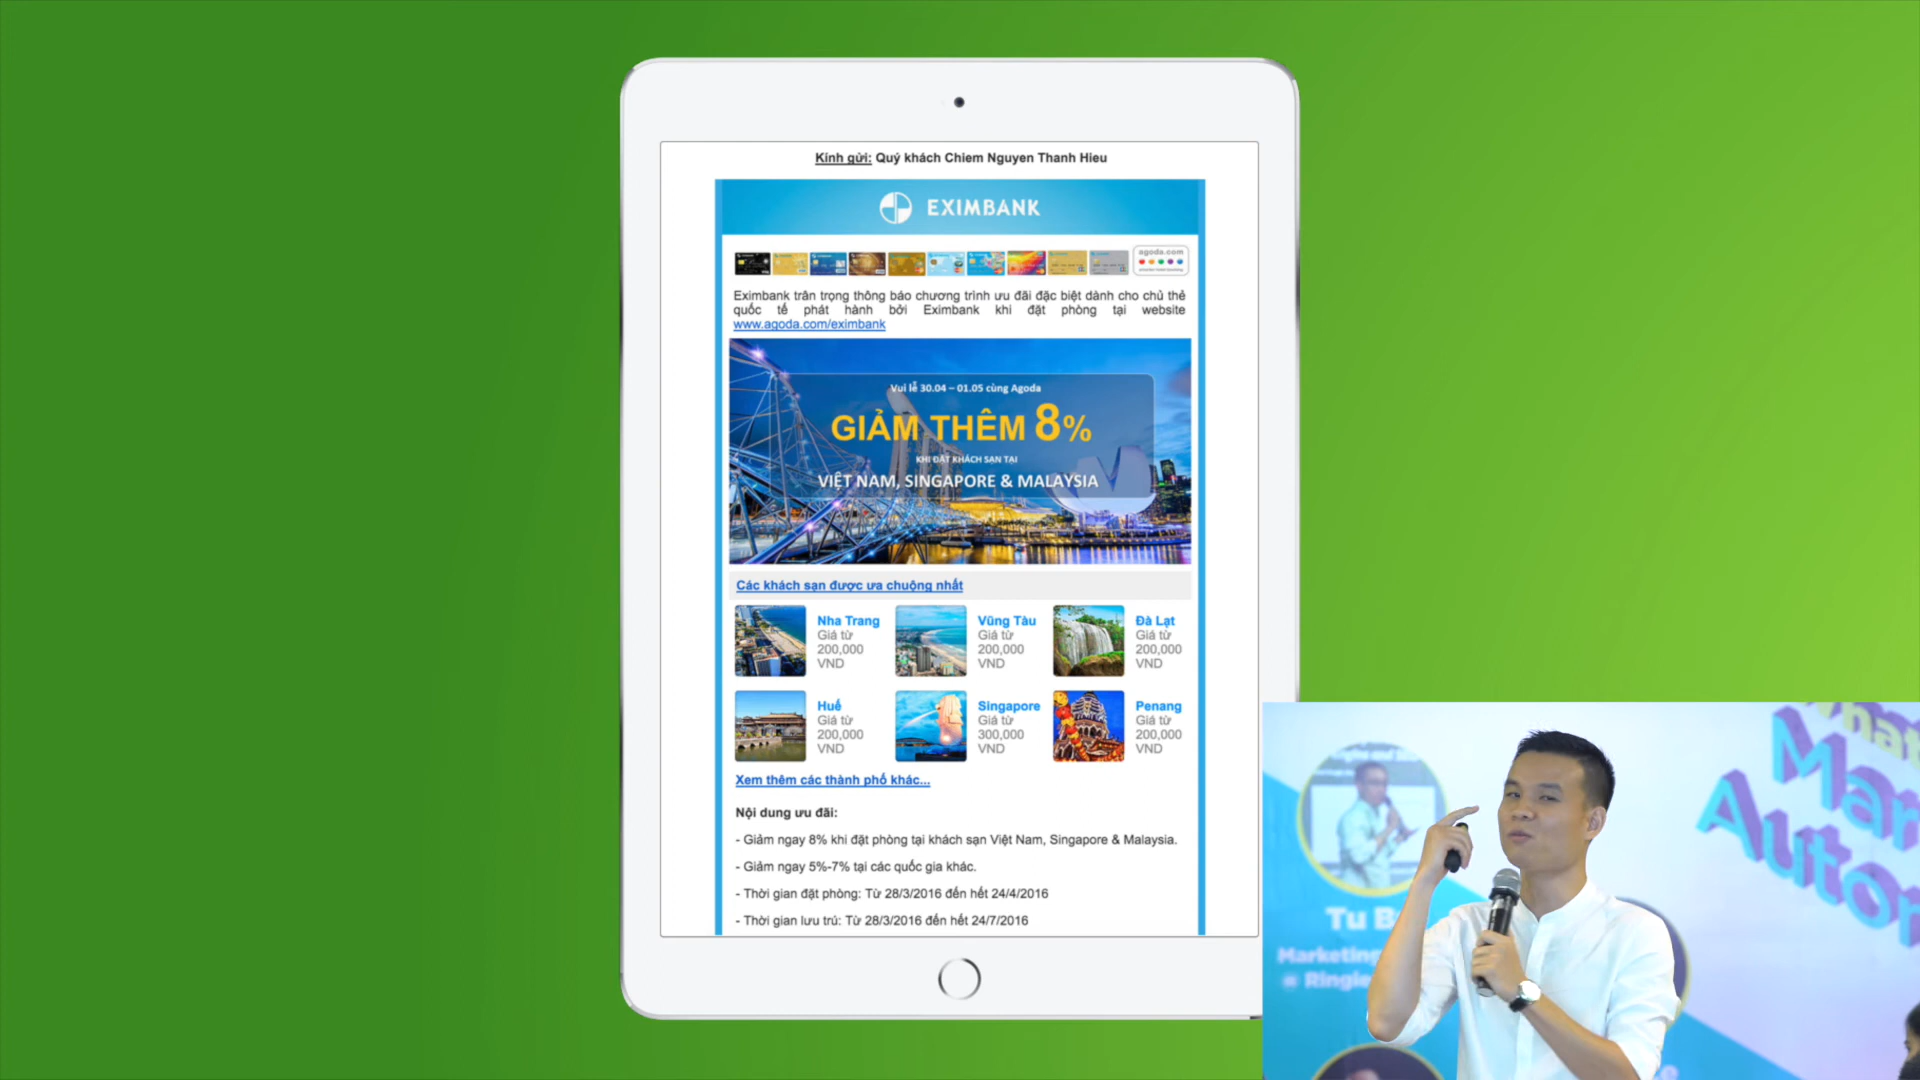 Kính gửi: Quý khách Chiem Nguyen Thanh Hieu
EXIMBANK
agoda.com
Eximbank trân trọng thông báo chương trình ưu đãi đặc biệt dành cho chủ thẻ
quốc tế phát hành bởi Eximbank khi đặt phòng tại website
www.agoda.com/eximbank
Vui lễ 30.04 – 01.05 cùng Agoda
GIẢM THÊM 8%
KHI ĐẶT KHÁCH SẠN TẠI
VIỆT NAM, SINGAPORE & MALAYSIA
Các khách sạn được ưa chuộng nhất
Nha Trang
Giá từ
200,000
VND
Vũng Tàu
Giá từ
200,000
VND
Đà Lạt
Giá từ
200,000
VND
Huế
Giá từ
200,000
VND
Singapore
Giá từ
300,000
VND
Penang
Giá từ
200,000
VND
Xem thêm các thành phố khác...
Nội dung ưu đãi:
- Giảm ngay 8% khi đặt phòng tại khách sạn Việt Nam, Singapore & Malaysia.
- Giảm ngay 5%-7% tại các quốc gia khác.
- Thời gian đặt phòng: Từ 28/3/2016 đến hết 24/4/2016
- Thời gian lưu trú: Từ 28/3/2016 đến hết 24/7/2016
Tu B
Marketing
@ Ringie